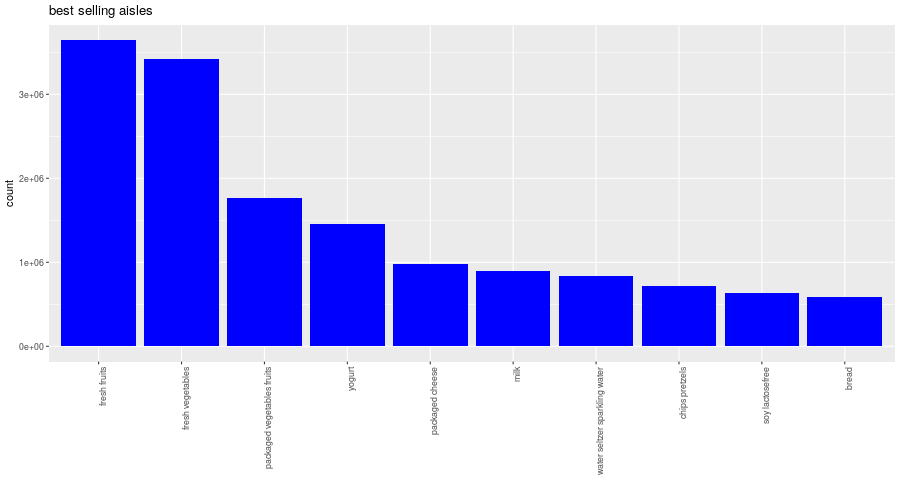 best selling aisles
count
3e+06
2e+06
1e+06
0e+00
fresh fruits
fresh vegetables
packaged vegetables fruits
yogurt
packaged cheese
milk
water seltzer sparkling water
chips pretzels
soy lactosefree
bread